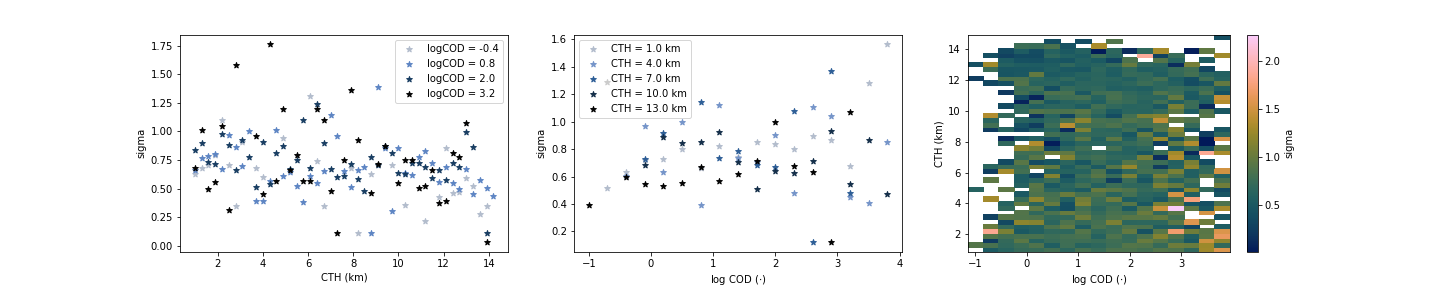 1.75
1.50
1.25
1.00
0.75
0.50
0.25
0.00
sigma
2 4 6 8 10 12 14
CTH (km)
logCOD = -0.4
logCOD = 0.8
logCOD = 2.0
logCOD = 3.2
1.6
1.4
1.2
1.0
0.8
0.6
0.4
0.2
sigma
−1 0 1 2 3 4
log COD (·)
CTH = 1.0 km
CTH = 4.0 km
CTH = 7.0 km
CTH = 10.0 km
CTH = 13.0 km
14
12
10
8
6
4
2
CTH (km)
−1 0 1 2 3
log COD (·)
2.0
1.5
1.0
0.5
sigma